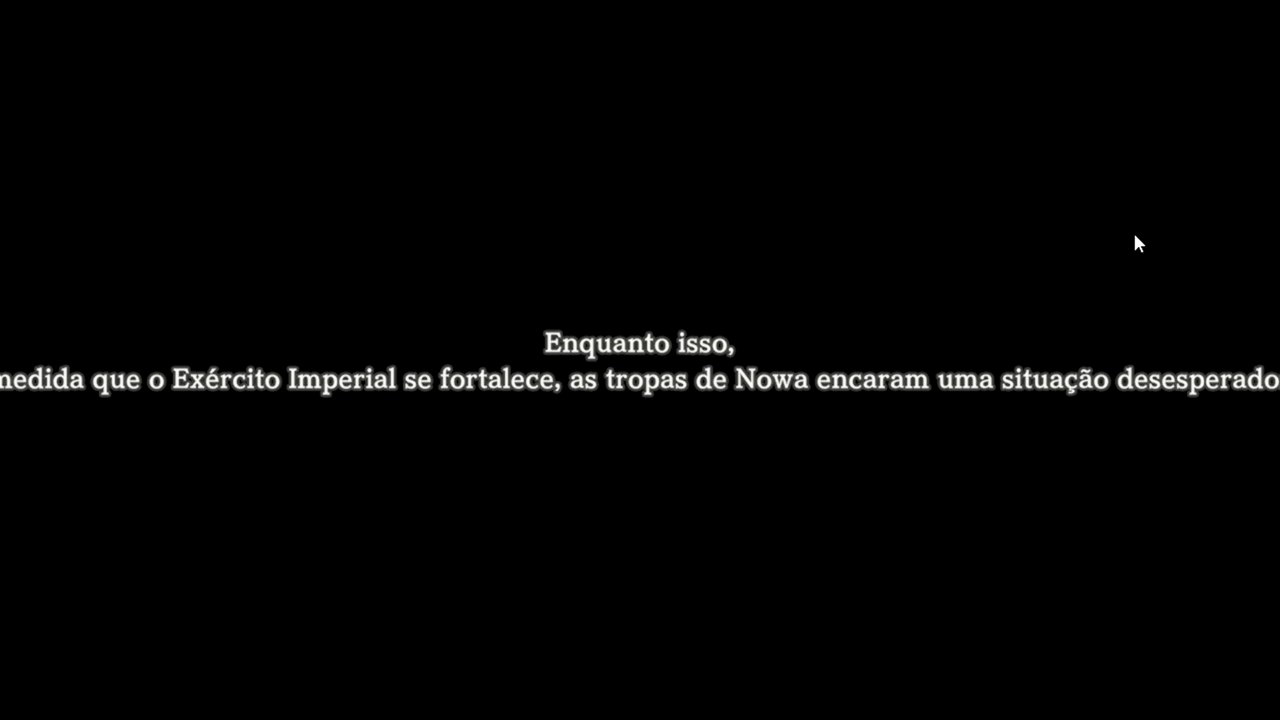 Enquanto isso,
medida que o Exército Imperial se fortalece, as tropas de Nowa encaram uma situação desesperado